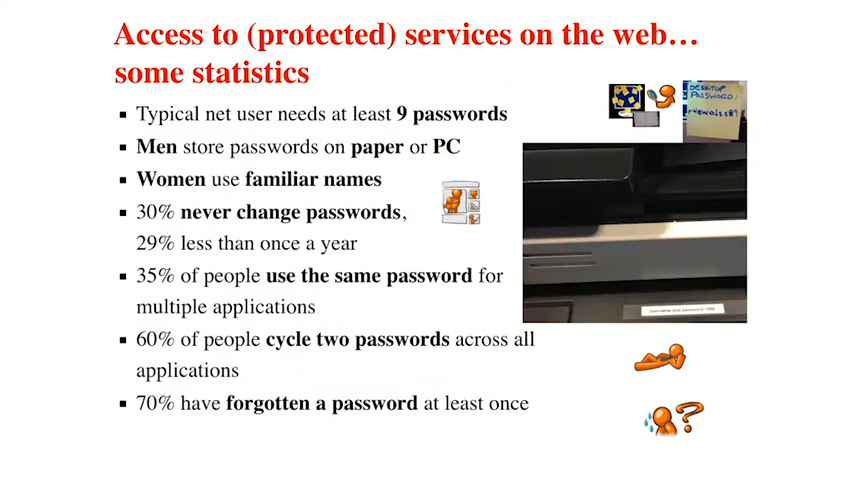 Access to (protected) services on the web…
some statistics
▪ Typical net user needs at least 9 passwords
▪ Men store passwords on paper or PC
▪ Women use familiar names
▪ 30% never change passwords,
29% less than once a year
▪ 35% of people use the same password for
multiple applications
▪ 60% of people cycle two passwords across all
applications
▪ 70% have forgotten a password at least once
DESKTOP
PASSWORD: